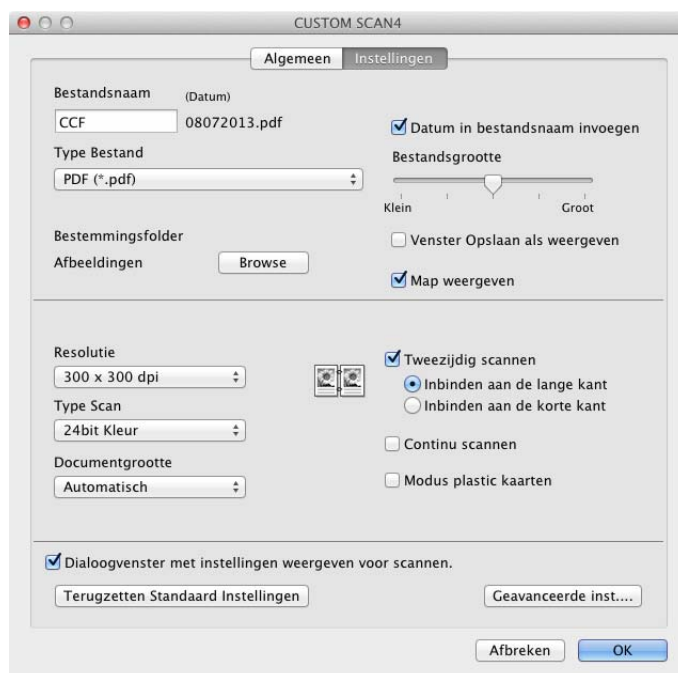 CUSTOM SCAN4
Algemeen Instellingen
Bestandsnaam (Datum)
CCF 08072013.pdf
Datum in bestandsnaam invoegen
Type Bestand
PDF (*.pdf)
Bestandsgrootte
Klein Groot
Bestemmingsfolder
Afbeeldingen Browse
Venster Opslaan als weergeven
Map weergeven
Resolutie
300 x 300 dpi
Type Scan
24bit Kleur
Documentgrootte
Automatisch
Tweezijdig scannen
Inbinden aan de lange kant
Inbinden aan de korte kant
Continu scannen
Modus plastic kaarten
Dialoogvenster met instellingen weergeven voor scannen.
Terugzetten Standaard Instellingen Geavanceerde inst....
Afbreken OK